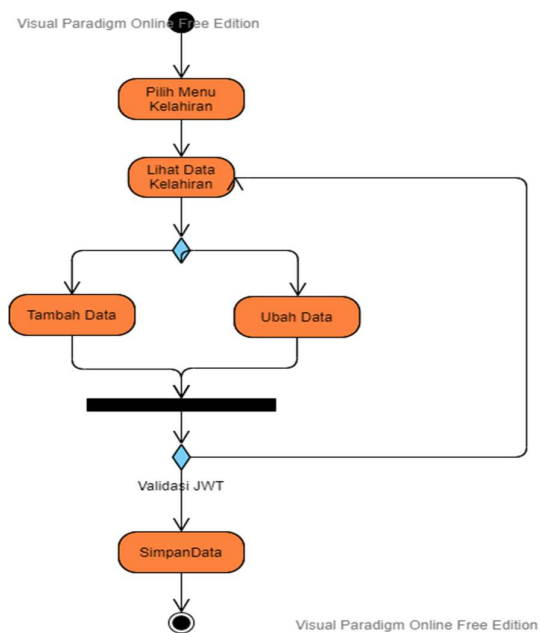 Visual Paradigm Online Free Edition
Pilih Menu
Kelahiran
Lihat Data
Kelahiran
Tambah Data
Ubah Data
Validasi JWT
SimpanData
Visual Paradigm Online Free Edition